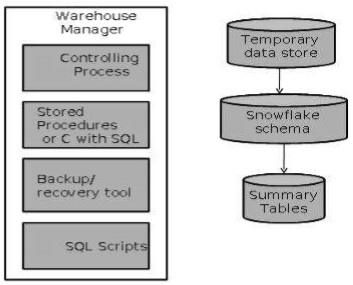 Warehouse
Manager
Controlling
Process
Stored
Procedures
or C with SQL
Backup/
recovery tool
SQL Scripts
Temporary
data store
Snowflake
schema
Summary
Tables